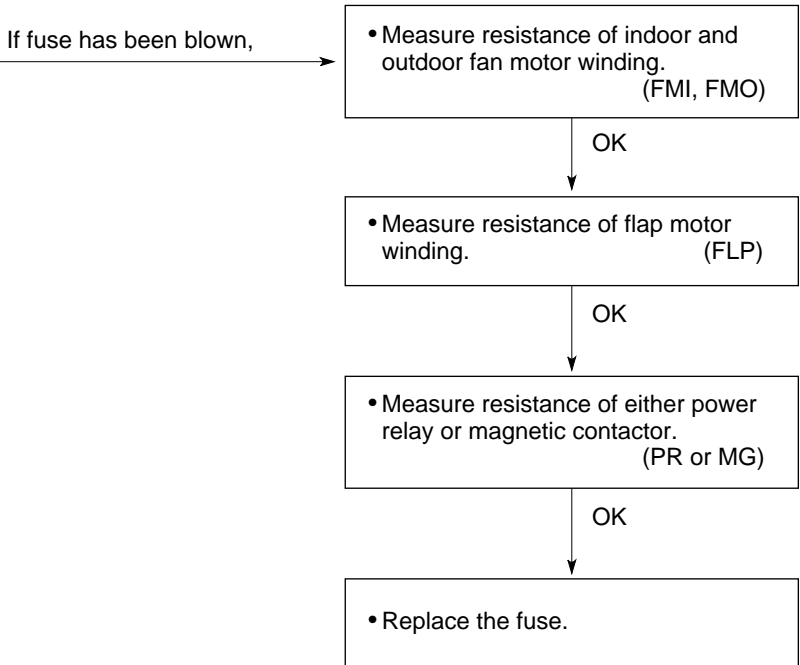 If fuse has been blown,
• Measure resistance of indoor and
outdoor fan motor winding.
(FMI, FMO)
OK
• Measure resistance of flap motor
winding. (FLP)
OK
• Measure resistance of either power
relay or magnetic contactor.
(PR or MG)
OK
• Replace the fuse.